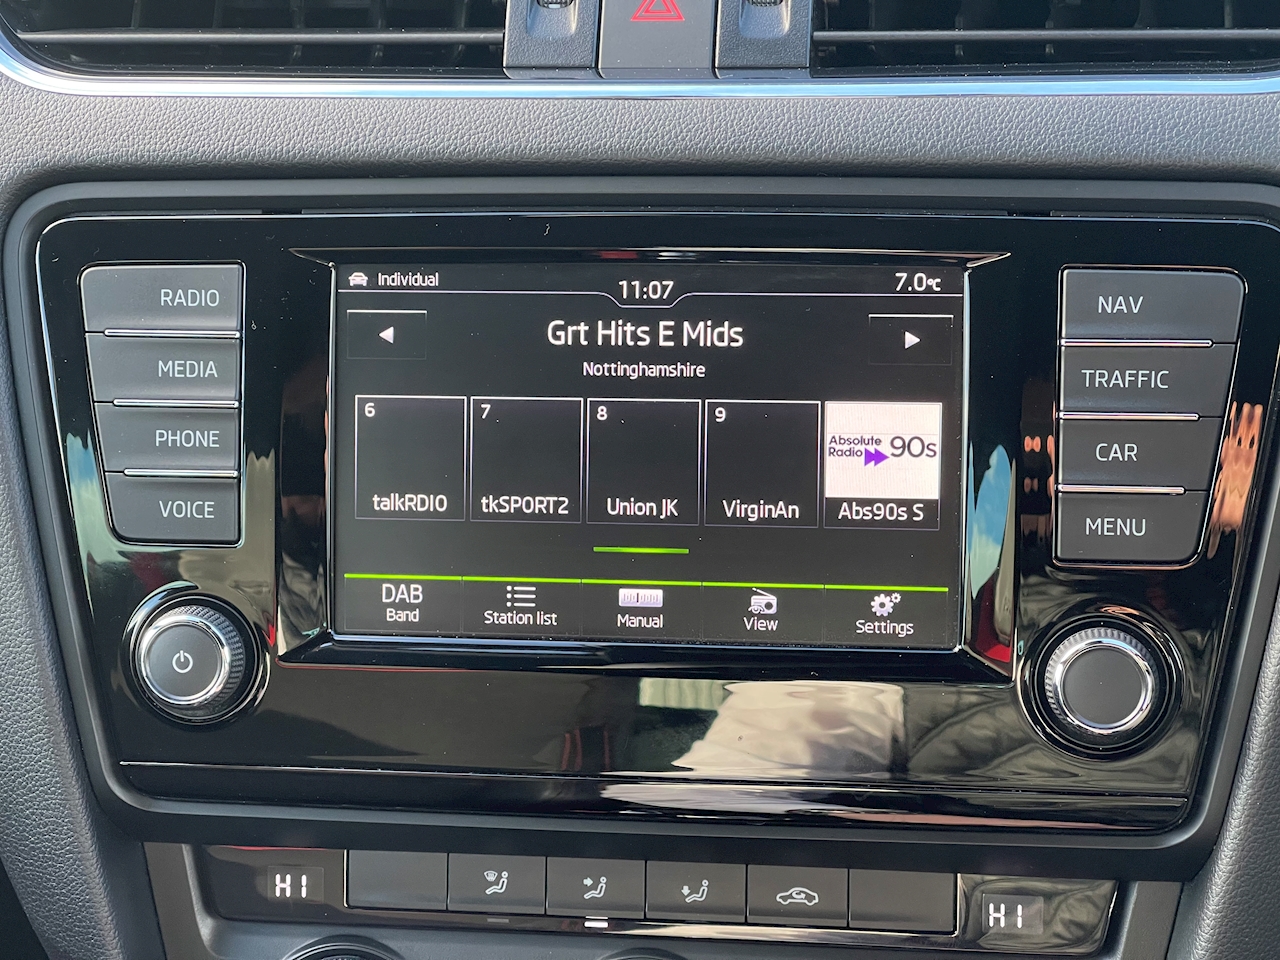 Individual
11:07
7.0°C
Grt Hits E Mids
Nottinghamshire
6
7
8
9
Absolute
Radio
90s
talkRDIO
tkSPORT2
Union JK
VirginAn
Abs90s S
DAB
Band
Station list
Manual
View
Settings
RADIO
MEDIA
PHONE
VOICE
NAV
TRAFFIC
CAR
MENU
HI
HI